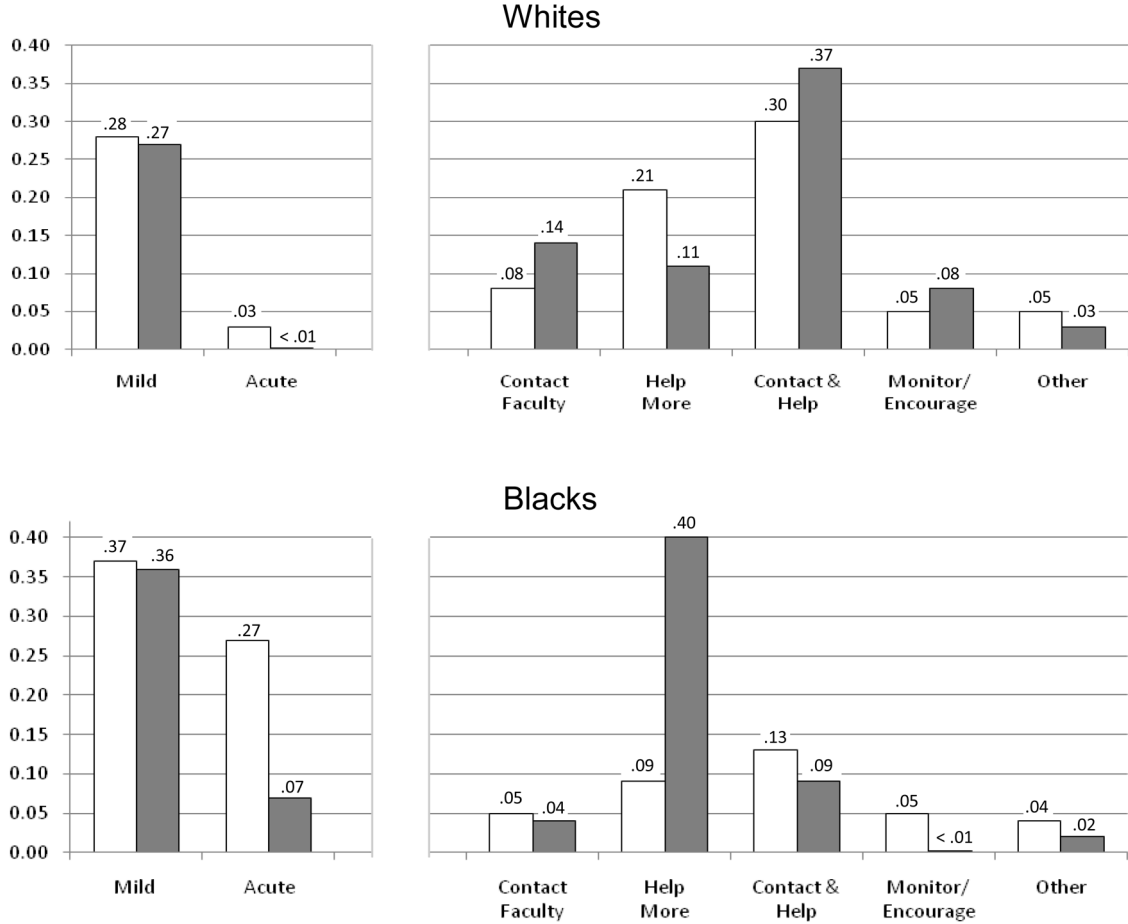 Whites
0.40
0.35
0.30
0.25
0.20
0.15
0.10
0.05
0.00
.28
.27
.03
< .01
Mild
Acute
.08
.14
.21
.11
.30
.37
.05
.08
.05
.03
Contact
Faculty
Help
More
Contact &
Help
Monitor/
Encourage
Other
Blacks
0.40
0.35
0.30
0.25
0.20
0.15
0.10
0.05
0.00
.37
.36
.27
.07
Mild
Acute
.05
.04
.09
.40
.13
.09
.05
< .01
.04
.02
Contact
Faculty
Help
More
Contact &
Help
Monitor/
Encourage
Other